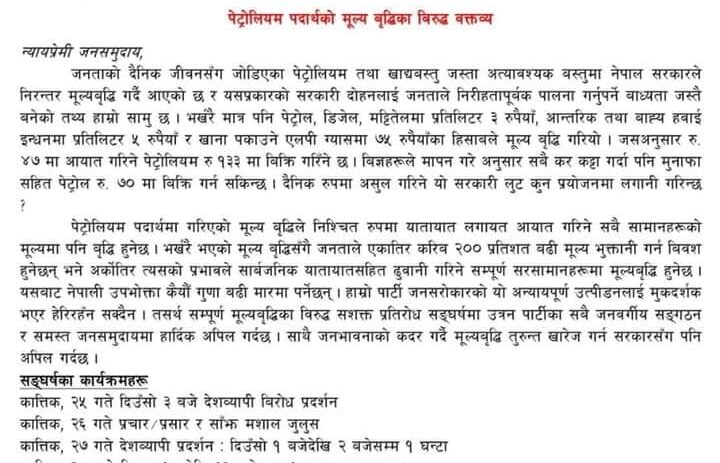 पेट्रोलियम पदार्थको मूल्य बृद्धिका बिरुद्ध वक्तव्य
न्यायप्रेमी जनसमुदाय,
जनताको दैनिक जीवनसँग जोडिएका पेट्रोलियम तथा खाद्यबस्तु जस्ता अत्यावश्यक वस्तुमा नेपाल सरकारले
निरन्तर मूल्यबृद्धि गर्दै आएको छ र यसप्रकारको सरकारी दोहनलाई जनताले निरीहतापूर्वक पालना गर्नुपर्ने बाध्यता जस्तै
बनेको तथ्य हाम्रो सामु छ । भर्खरै मात्र पनि पेट्रोल, डिजेल, मट्टितेलमा प्रतिलिटर ३ रुपैयाँ, आन्तरिक तथा बाह्य हवाई
इन्धनमा प्रतिलिटर ५ रुपैयाँ र खाना पकाउने एलपी ग्यासमा ७५ रुपैयाँका हिसाबले मूल्य बृद्धि गरियो । जसअनुसार रु.
४७ मा आयात गरिने पेट्रोलियम रु १३३ मा विक्रि गरिँने छ । बिज्ञहरूले मापन गरे अनुसार सबै कर कट्टा गर्दा पनि मुनाफा
सहित पेट्रोल रु. ७० मा विक्रि गर्न सकिन्छ । दैनिक रुपमा असुल गरिने यो सरकारी लुट कुन प्रयोजनमा लगानी गरिन्छ
?
पेट्रोलियम पदार्थमा गरिएको मूल्य बृद्धिले निश्चित रुपमा यातायात लगायत आयात गरिने सबै सामानहरूको
मूल्यमा पनि बृद्धि हुनेछ । भर्खरै भएको मूल्य बृद्धिसँगै जनताले एकातिर करिव २०० प्रतिशत बढी मूल्य भुक्तानी गर्न बिवश
हुनेछन् भने अर्कोतिर त्यसको प्रभावले सार्बजनिक यातायातसहित ढुवानी गरिने सम्पूर्ण सरसामानहरूमा मूल्यबृद्धि हुनेछ ।
यसबाट नेपाली उपभोक्ता कैयौं गुणा बढी मारमा पर्नेछन् । हाम्रो पार्टी जनसरोकारको यो अन्यायपूर्ण उत्पीडनलाई मुकदर्शक
भएर हेरिरहँन सक्दैन । तसर्थ सम्पूर्ण मूल्यबृद्धिका विरुद्ध सशक्त प्रतिरोध सङ्घर्षमा उत्रन पार्टीका सबै जनवर्गीय सङ्गठन
र समस्त जनसमुदायमा हार्दिक अपिल गर्दछ । साथै जनभावनाको कदर गर्दै मूल्यबृद्धि तुरुन्त खारेज गर्न सरकारसँग पनि
अपिल गर्दछ ।
सङ्घर्षका कार्यक्रमहरू
कात्तिक, २५ गते दिउँसो ३ वजे देशव्यापी बिरोध प्रदर्शन
कात्तिक, २६ गते प्रचार/प्रसार र साँझ मशाल जुलुस
कात्तिक, २७ गते देशव्यापी प्रदर्शन : दिउँसो १ बजेदेखि २ बजेसम्म १ घन्टा